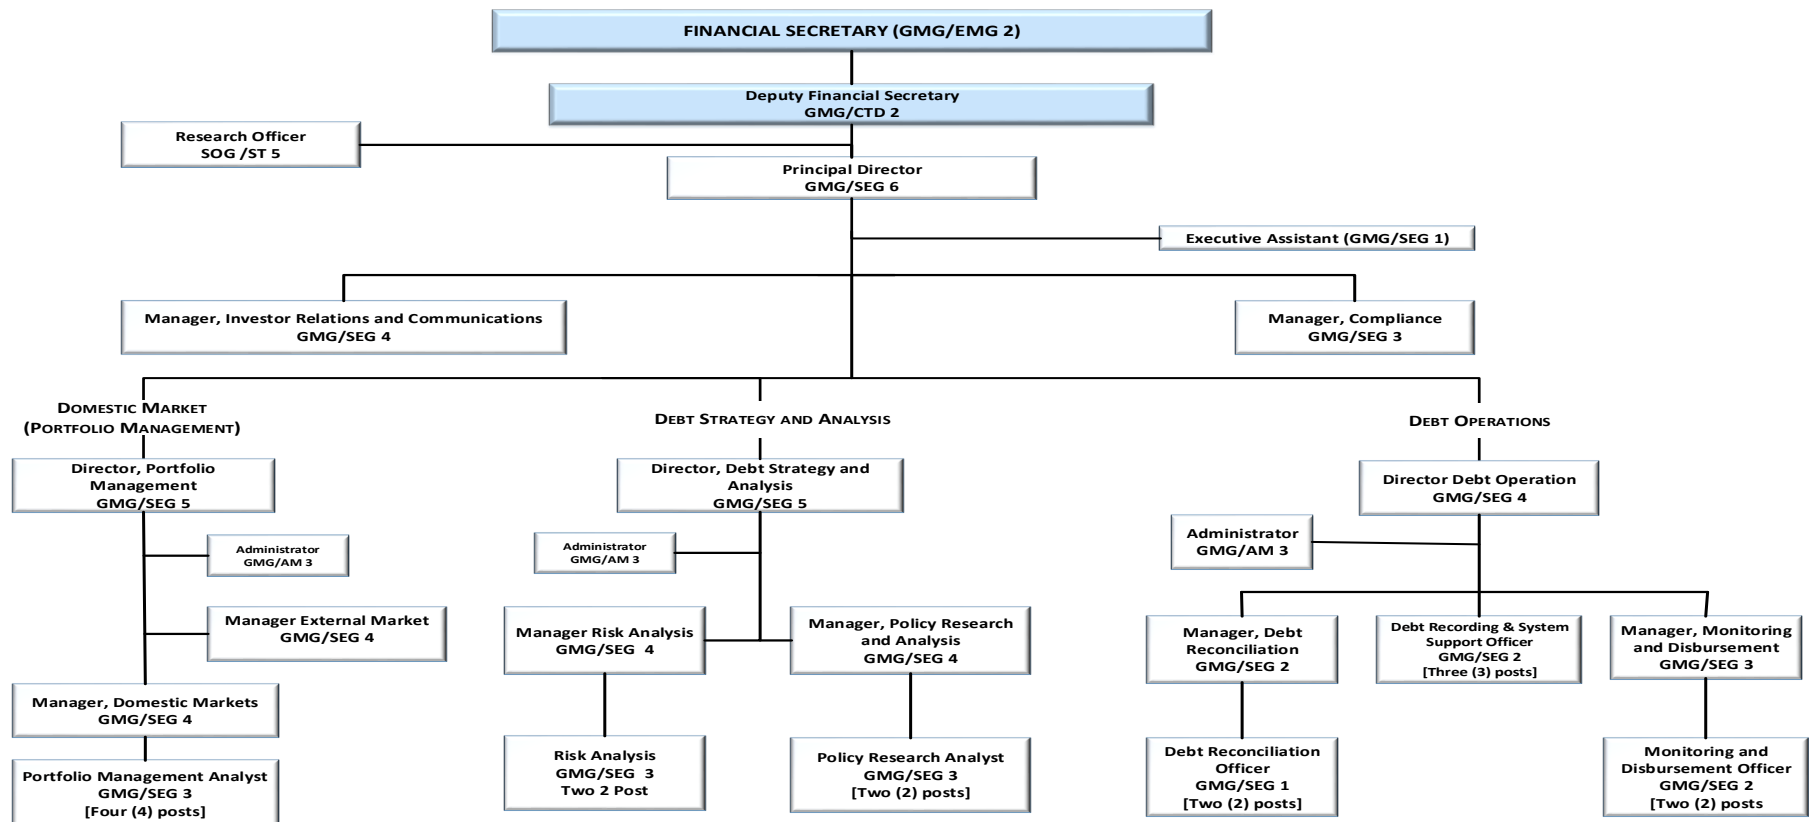 FINANCIAL SECRETARY (GMG/EMG 2)
Deputy Financial Secretary
GMG/CTD 2
Research Officer
SOG /ST 5
Principal Director
GMG/SEG 6
Executive Assistant (GMG/SEG 1)
Manager, Investor Relations and Communications
GMG/SEG 4
Manager, Compliance
GMG/SEG 3
DOMESTIC MARKET
(PORTFOLIO MANAGEMENT)
DEBT STRATEGY AND ANALYSIS
DEBT OPERATIONS
Director, Portfolio
Management
GMG/SEG 5
Director, Debt Strategy and
Analysis
GMG/SEG 5
Director Debt Operation
GMG/SEG 4
Administrator
GMG/AM 3
Administrator
GMG/AM 3
Administrator
GMG/AM 3
Manager External Market
GMG/SEG 4
Manager Risk Analysis
GMG/SEG  4
Manager, Policy Research
and Analysis
GMG/SEG 4
Manager, Debt
Reconciliation
GMG/SEG 2
Debt Recording & System
Support Officer
GMG/SEG 2
[Three (3) posts]
Manager, Monitoring
and Disbursement
GMG/SEG 3
Manager, Domestic Markets
GMG/SEG 4
Portfolio Management Analyst
GMG/SEG 3
[Four (4) posts]
Risk Analysis
GMG/SEG  3
Two 2 Post
Policy Research Analyst
GMG/SEG 3
[Two (2) posts]
Debt Reconciliation
Officer
GMG/SEG 1
[Two (2) posts]
Monitoring and
Disbursement Officer
GMG/SEG 2
[Two (2) posts